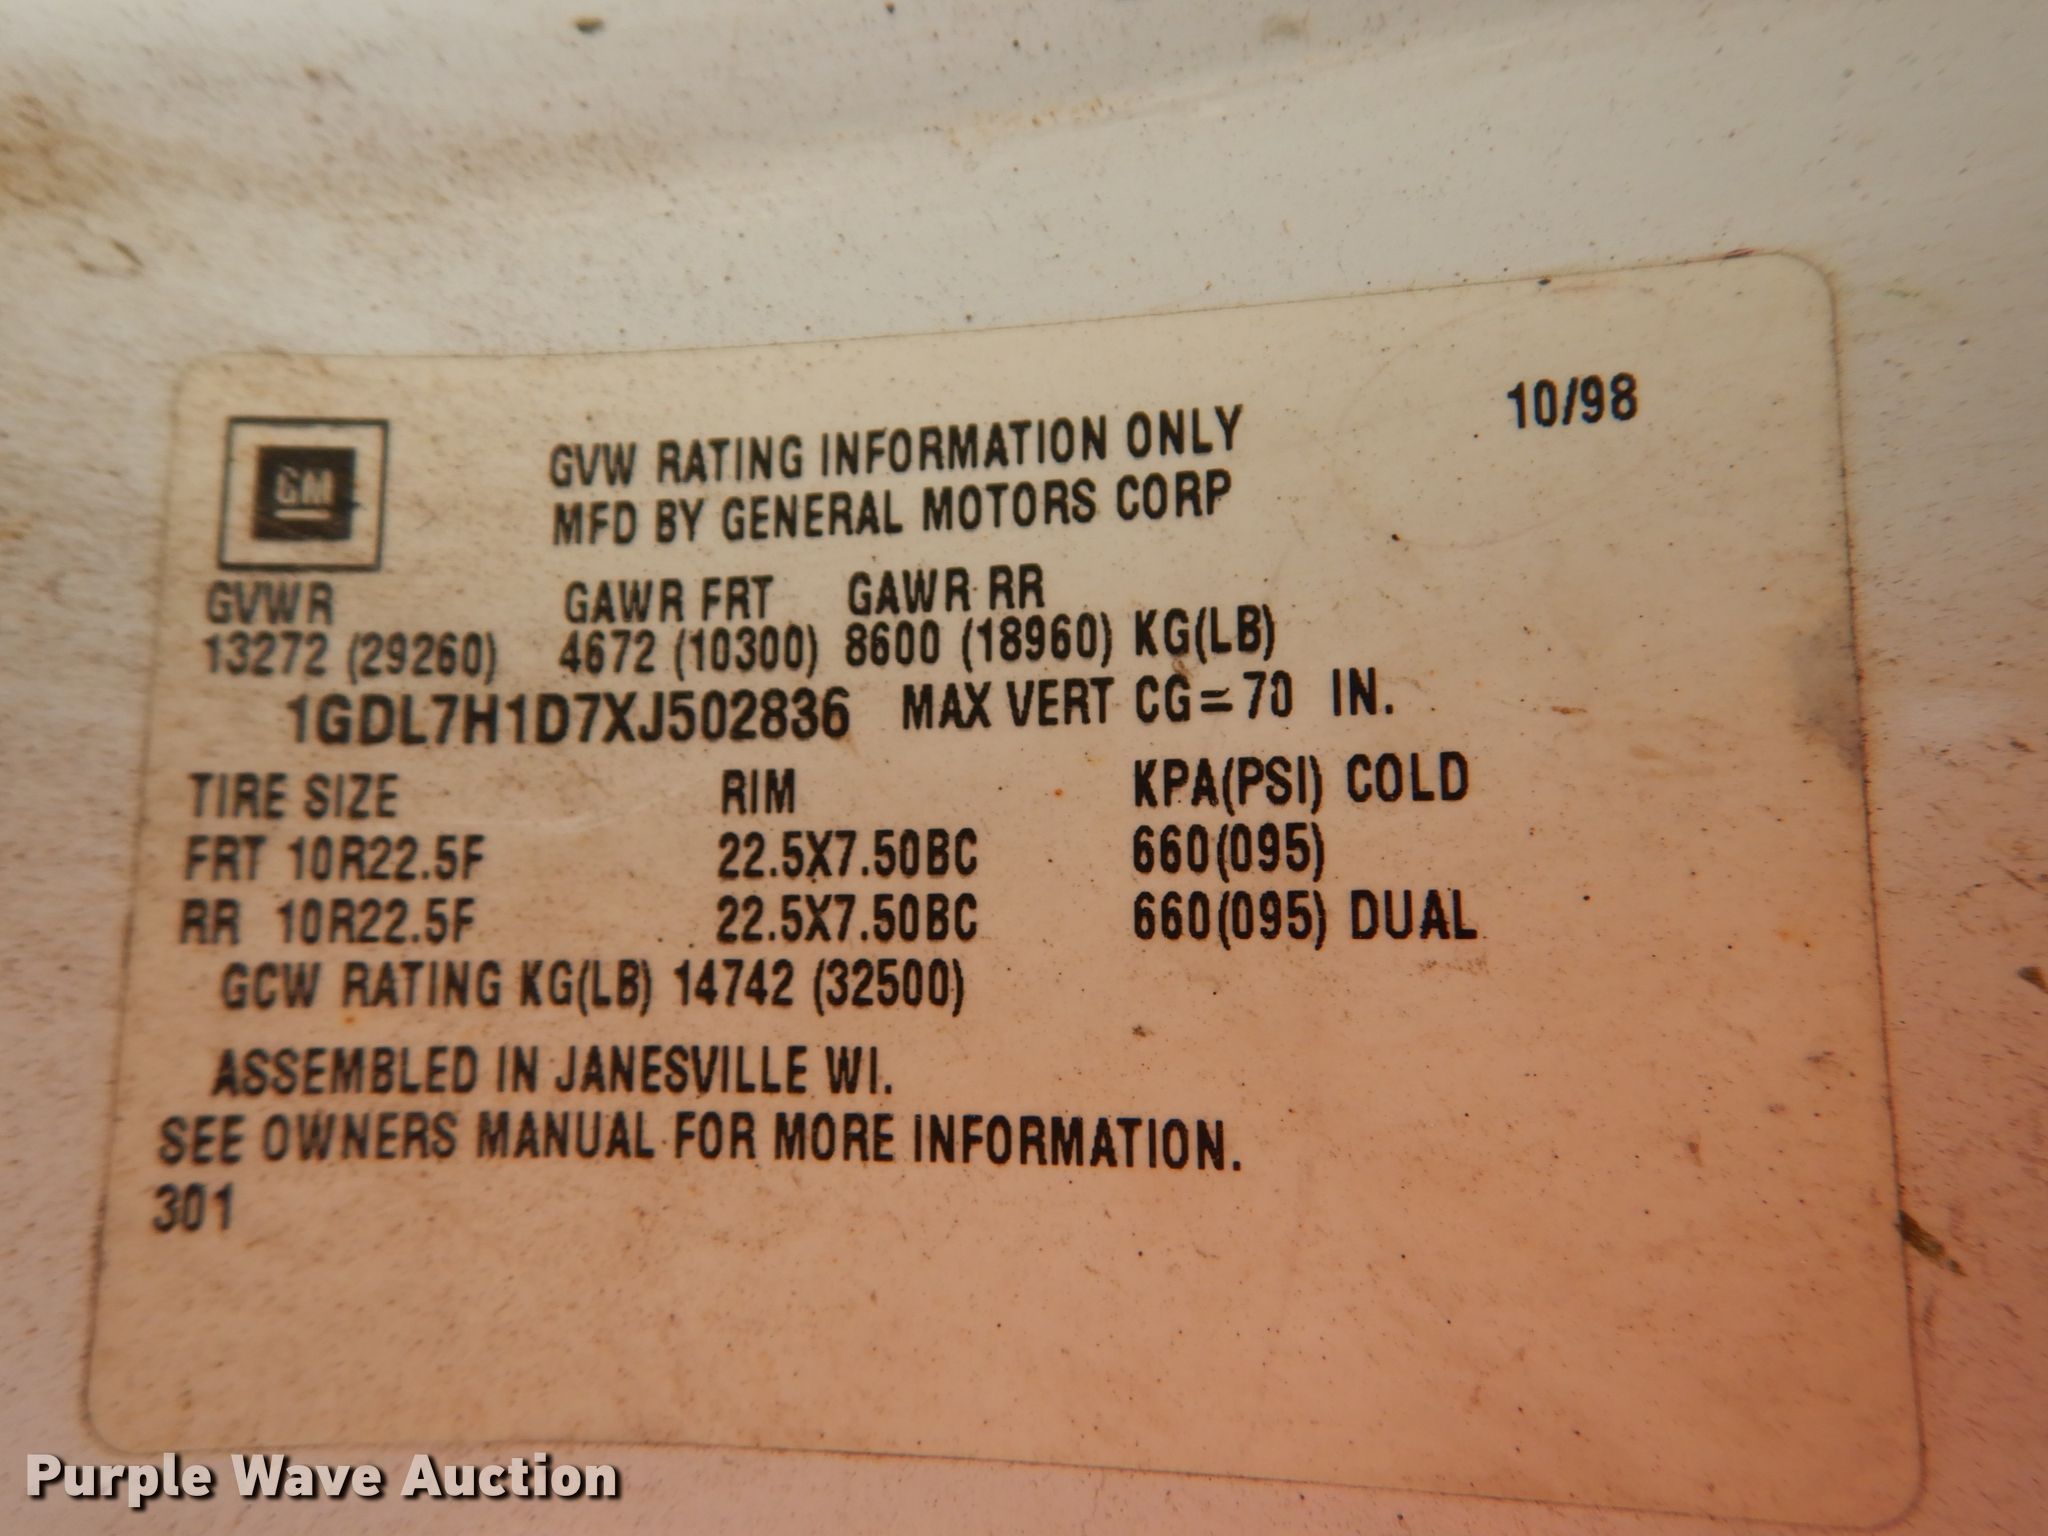 10/98
GM
GVW RATING INFORMATION ONLY
MFD BY GENERAL MOTORS CORP
GVWR GAWR FRT GAWR RR
13272 (29260) 4672 (10300) 8600 (18960) KG(LB)
1GDL7H1D7XJ502836 MAX VERT CG=70 IN.
TIRE SIZE RIM KPA(PSI) COLD
FRT 10R22.5F 22.5X7.50BC 660(095)
RR 10R22.5F 22.5X7.50BC 660(095) DUAL
GCW RATING KG(LB) 14742 (32500)
ASSEMBLED IN JANESVILLE WI.
SEE OWNERS MANUAL FOR MORE INFORMATION.
301
Purple Wave Auction